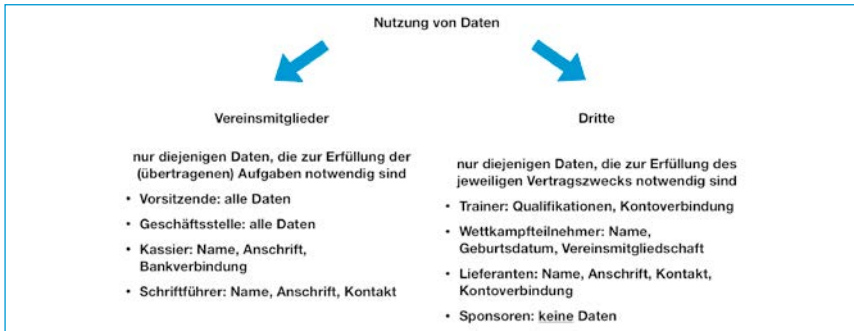 Nutzung von Daten
Vereinsmitglieder
nur diejenigen Daten, die zur Erfüllung der
(übertragenen) Aufgaben notwendig sind
• Vorsitzende: alle Daten
• Geschäftsstelle: alle Daten
• Kassier: Name, Anschrift,
Bankverbindung
• Schriftführer: Name, Anschrift, Kontakt
Dritte
nur diejenigen Daten, die zur Erfüllung des
jeweiligen Vertragszwecks notwendig sind
• Trainer: Qualifikationen, Kontoverbindung
• Wettkampfteilnehmer: Name,
Geburtsdatum, Vereinsmitgliedschaft
• Lieferanten: Name, Anschrift, Kontakt,
Kontoverbindung
• Sponsoren: keine Daten